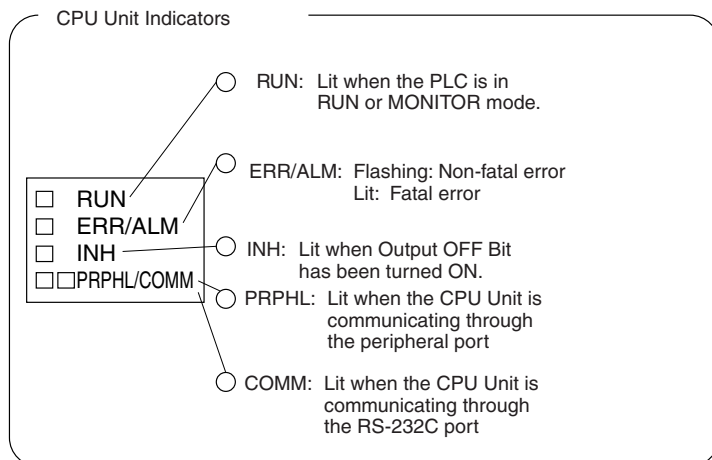 CPU Unit Indicators
RUN: Lit when the PLC is in
RUN or MONITOR mode.
ERR/ALM: Flashing: Non-fatal error
Lit: Fatal error
RUN
ERR/ALM
INH
PRPHL/COMM
INH: Lit when Output OFF Bit
has been turned ON.
PRPHL: Lit when the CPU Unit is
communicating through
the peripheral port
COMM: Lit when the CPU Unit is
communicating through
the RS-232C port